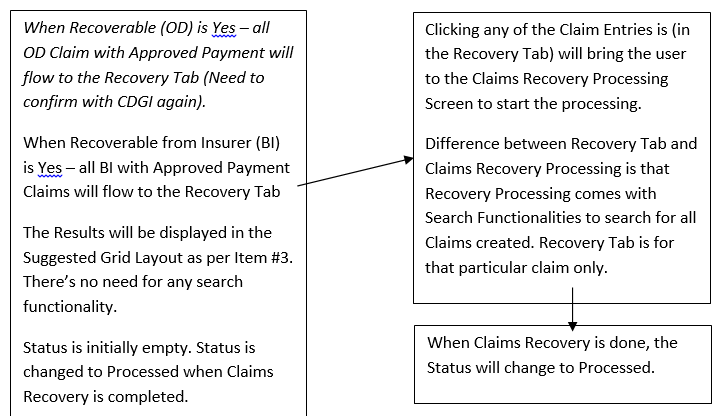 When Recoverable (OD) is Yes – all
OD Claim with Approved Payment will
flow to the Recovery Tab (Need to
confirm with CDGI again).
When Recoverable from Insurer (BI)
is Yes – all BI with Approved Payment
Claims will flow to the Recovery Tab
The Results will be displayed in the
Suggested Grid Layout as per Item #3.
There's no need for any search
functionality.
Status is initially empty. Status is
changed to Processed when Claims
Recovery is completed.
Clicking any of the Claim Entries is (in
the Recovery Tab) will bring the user
to the Claims Recovery Processing
Screen to start the processing.
Difference between Recovery Tab and
Claims Recovery Processing is that
Recovery Processing comes with
Search Functionalities to search for all
Claims created. Recovery Tab is for
that particular claim only.
When Claims Recovery is done, the
Status will change to Processed.